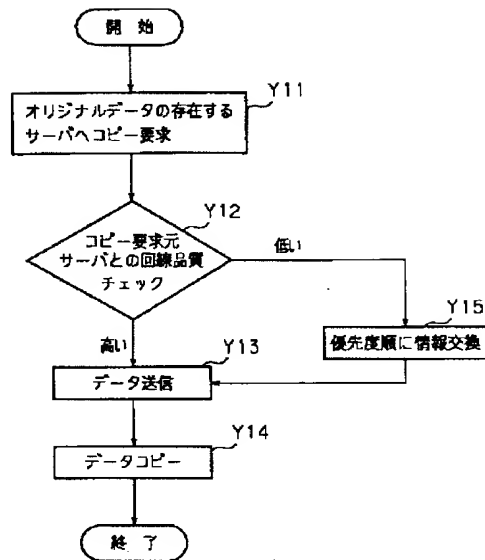 開 始
Y11
オリジナルデータの存在する
サーバへコピー要求
Y12
コピー要求元
サーバとの回線品質
チェック
低い
Y15
優先度順に情報交換
高い
Y13
データ送信
Y14
データコピー
終 了